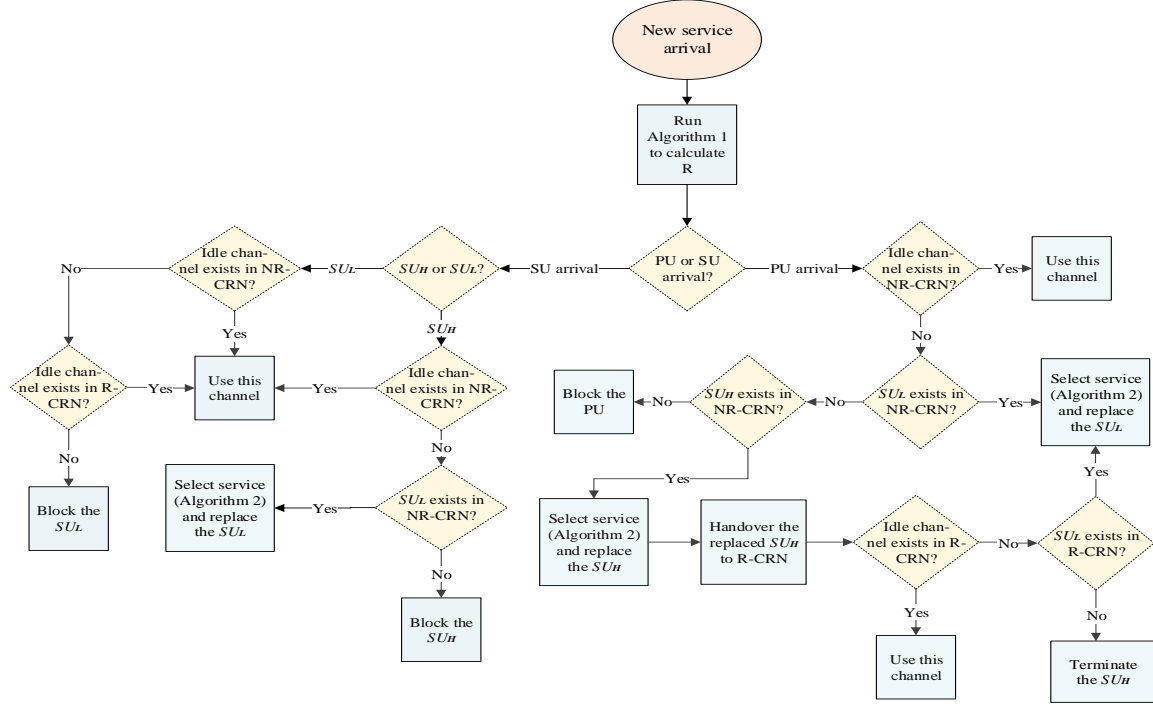 New service
arrival
Run
Algorithm 1
to calculate
R
PU or SU
arrival?
SU arrival
PU arrival
SUH or SUL?
SUL
SUH
Idle chan-
nel exists in NR-
CRN?
No
Yes
Idle chan-
nel exists in R-
CRN?
Yes
No
Block the
SUL
Use this
channel
Idle chan-
nel exists in NR-
CRN?
Yes
No
SUL exists in
NR-CRN?
Yes
No
Select service
(Algorithm 2)
and replace
the SUL
Block the
SUH
Idle chan-
nel exists in
NR-CRN?
Yes
Use this
channel
No
SUL exists in
NR-CRN?
Yes
Select service
(Algorithm 2)
and replace
the SUL
No
SUH exists in
NR-CRN?
No
Block the
PU
Yes
Select service
(Algorithm 2)
and replace
the SUH
Handover the
replaced SUH
to R-CRN
Idle chan-
nel exists in R-
CRN?
Yes
Use this
channel
No
SUL exists in
R-CRN?
Yes
No
Terminate
the SUH